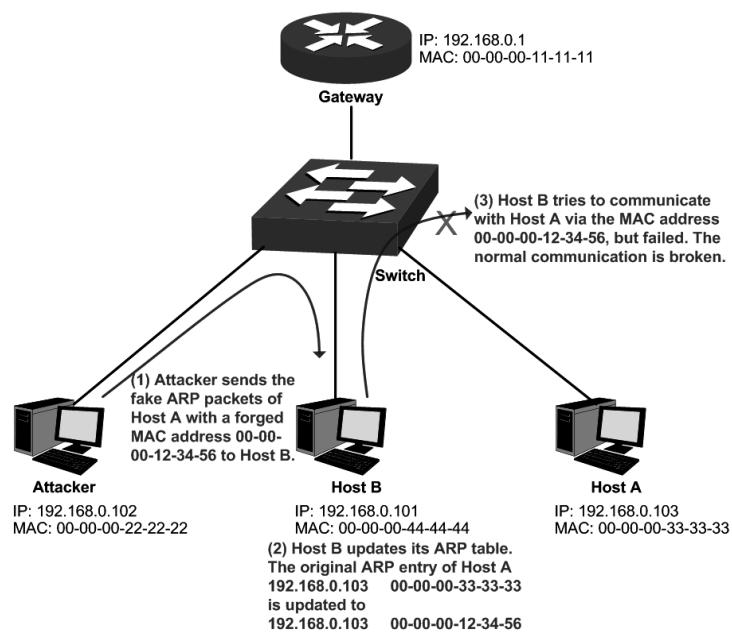 IP: 192.168.0.1
MAC: 00-00-00-11-11-11
Gateway
(3) Host B tries to communicate
with Host A via the MAC address
00-00-00-12-34-56, but failed. The
normal communication is broken.
X
Switch
(1) Attacker sends the
fake ARP packets of
Host A with a forged
MAC address 00-00-
00-12-34-56 to Host B.
Attacker
IP: 192.168.0.102
MAC: 00-00-00-22-22-22
Host B
IP: 192.168.0.101
MAC: 00-00-00-44-44-44
Host A
IP: 192.168.0.103
MAC: 00-00-00-33-33-33
(2) Host B updates its ARP table.
The original ARP entry of Host A
192.168.0.103 00-00-00-33-33-33
is updated to
192.168.0.103 00-00-00-12-34-56